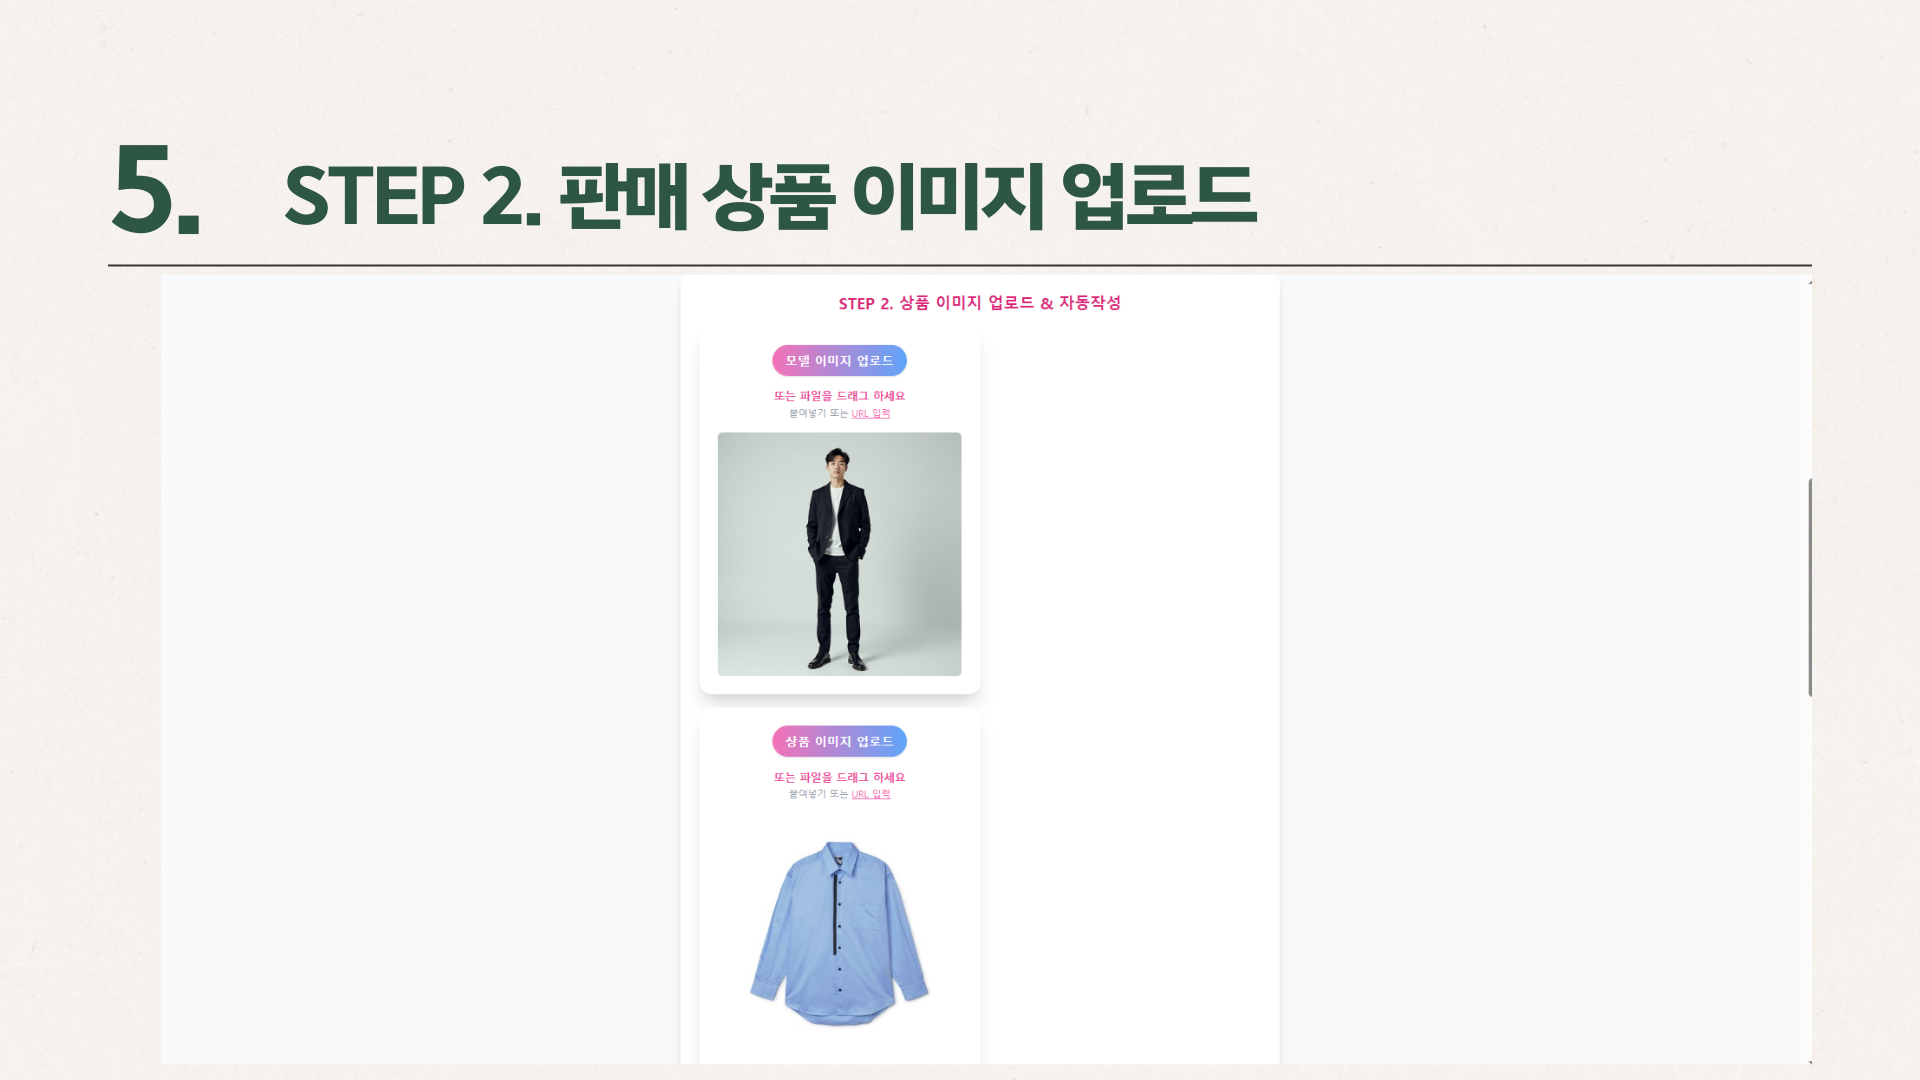 5. STEP 2. 판매 상품 이미지 업로드
STEP 2. 상품 이미지 업로드 & 자동작성
모델 이미지 업로드
또는 파일을 드래그 하세요
붙여넣기 또는 URL 입력
상품 이미지 업로드
또는 파일을 드래그 하세요
붙여넣기 또는 URL 입력